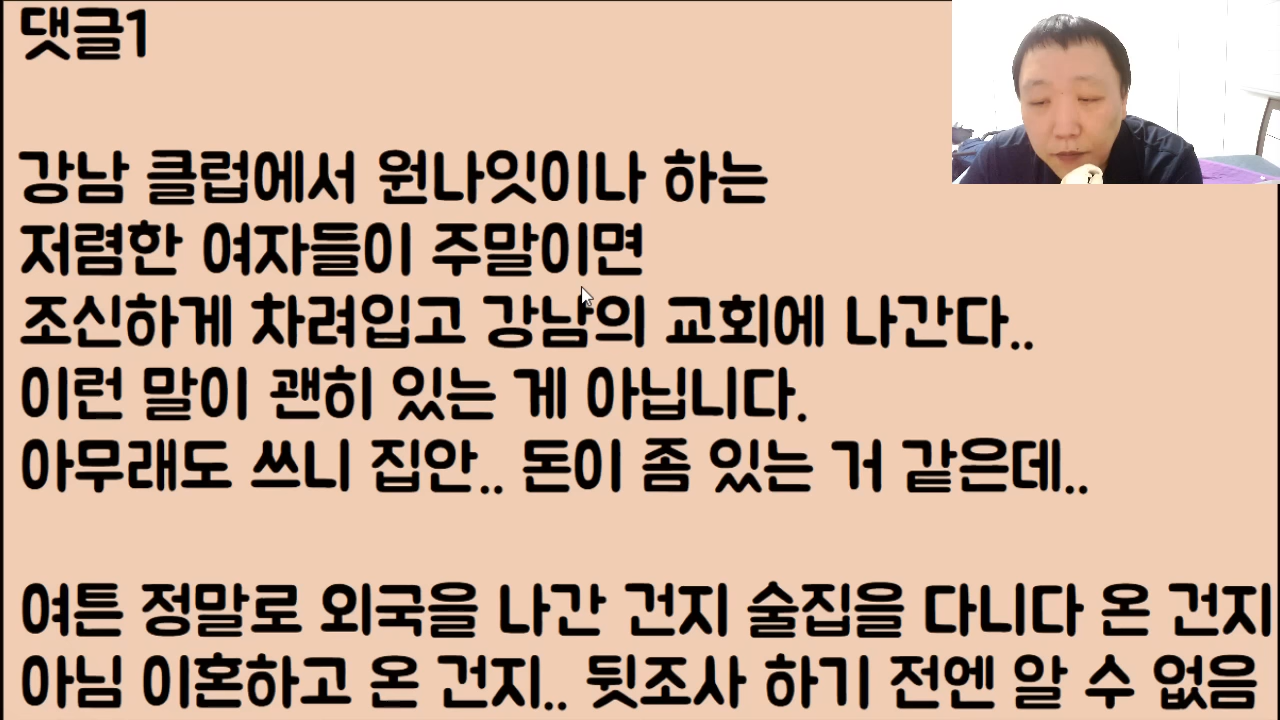 댓글1
강남 클럽에서 원나잇이나 하는
저렴한 여자들이 주말이면
조신하게 차려입고 강남의 교회에 나간다..
이런 말이 괜히 있는 게 아닙니다.
아무래도 쓰니 집안.. 돈이 좀 있는 거 같은데..
여튼 정말로 외국을 나간 건지 술집을 다니다 온 건지
아님 이혼하고 온 건지.. 뒷조사 하기 전엔 알 수 없음